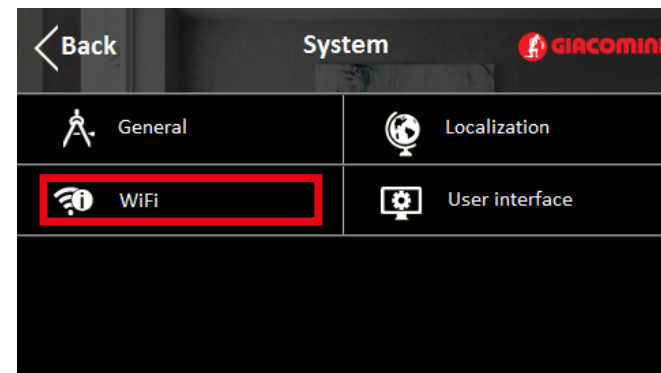 Back
System
GIACOMINI
General
Localization
WiFi
User interface